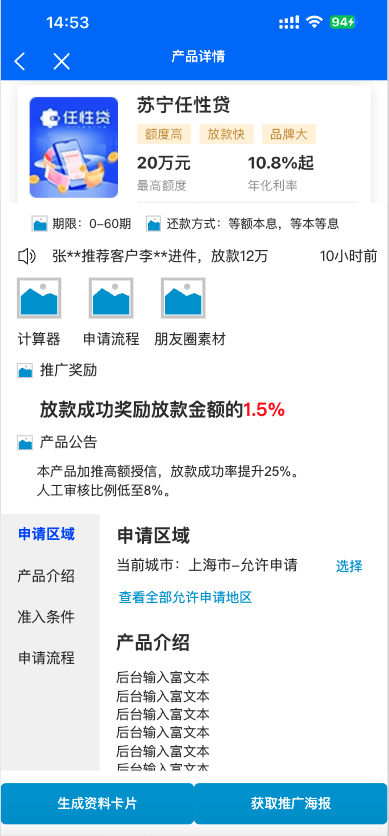 14:53
94
产品详情
任性贷
苏宁任性贷
额度高 放款快 品牌大
20万元 10.8%起
最高额度 年化利率
期限：0–60期 还款方式：等额本息，等本等息
张**推荐客户李**进件，放款12万 10小时前
计算器 申请流程 朋友圈素材
推广奖励
放款成功奖励放款金额的1.5%
产品公告
本产品加推高额授信，放款成功率提升25%。
人工审核比例低至8%。
申请区域
产品介绍
准入条件
申请流程
申请区域
当前城市：上海市–允许申请 选择
查看全部允许申请地区
产品介绍
后台输入富文本
后台输入富文本
后台输入富文本
后台输入富文本
后台输入富文本
后台输入富文本
生成资料卡片 获取推广海报